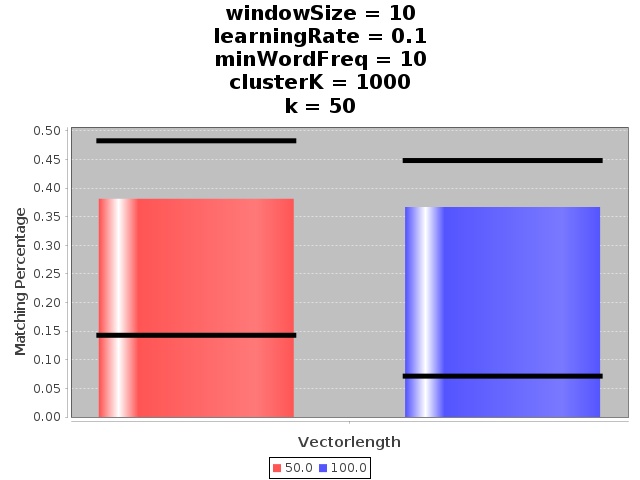 windowSize = 10
learningRate = 0.1
minWordFreq = 10
clusterK = 1000
k = 50
0.50
0.45
0.40
0.35
0.30
0.25
0.20
0.15
0.10
0.05
0.00
Matching Percentage
Vectorlength
50.0 100.0